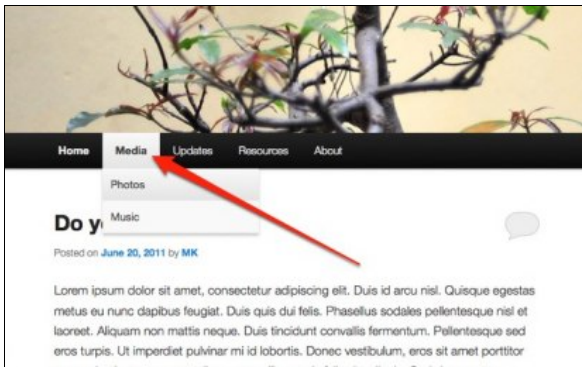 Home Media Updates Resources About
Photos
Do y
Music
Posted on June 20, 2011 by MK
Lorem ipsum dolor sit amet, consectetur adipiscing elit. Duis id arcu nisl. Quisque egestas
metus eu nunc dapibus feugiat. Duis quis dui felis. Phasellus sodales pellentesque nisl et
laoreet. Aliquam non mattis neque. Duis tincidunt convallis fermentum. Pellentesque sed
eros turpis. Ut imperdiet pulvinar mi id lobortis. Donec vestibulum, eros sit amet porttitor